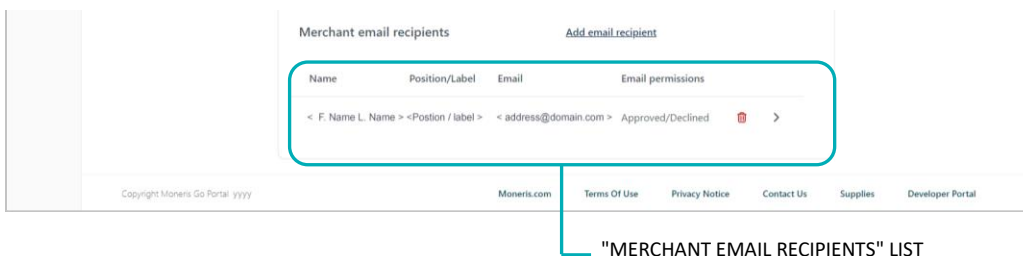 Merchant email recipients Add email recipient
Name Position/Label Email Email permissions
< F. Name L. Name > <Postion / label > < address@domain.com > Approved/Declined
Copyright Moneris Go Portal yyyy Moneris.com Terms Of Use Privacy Notice Contact Us Supplies Developer Portal
"MERCHANT EMAIL RECIPIENTS" LIST